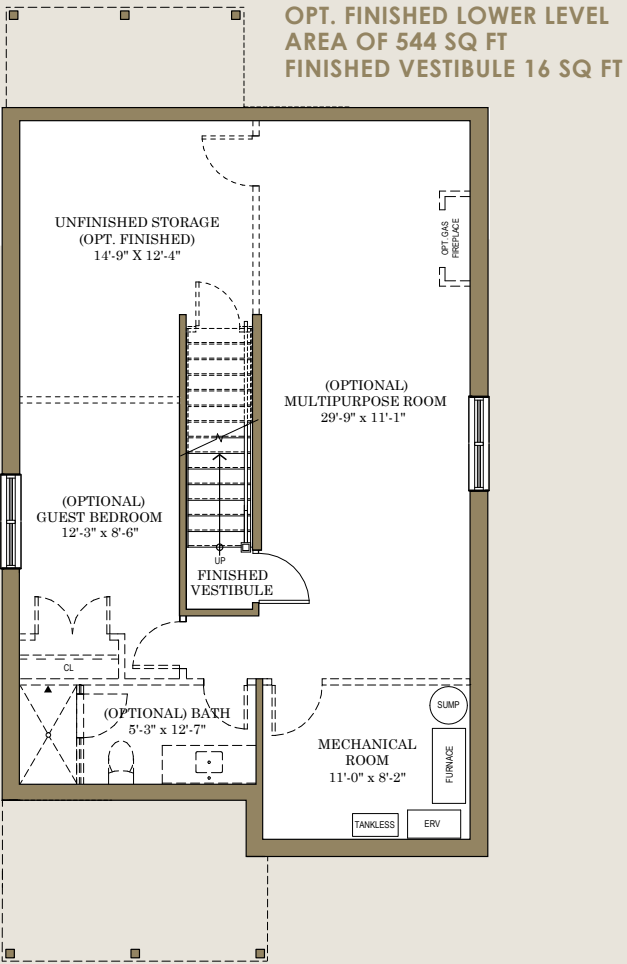 OPT. FINISHED LOWER LEVEL
AREA OF 544 SQ FT
FINISHED VESTIBULE 16 SQ FT
UNFINISHED STORAGE
(OPT. FINISHED)
14'-9" X 12'-4"
OPT. GAS
FIREPLACE
(OPTIONAL)
MULTIPURPOSE ROOM
29'-9" x 11'-1"
(OPTIONAL)
GUEST BEDROOM
12'-3" x 8'-6"
UP
FINISHED
VESTIBULE
CL
(OPTIONAL) BATH
5'-3" x 12'-7"
SUMP
MECHANICAL
ROOM
11'-0" x 8'-2"
FURNACE
TANKLESS
ERV